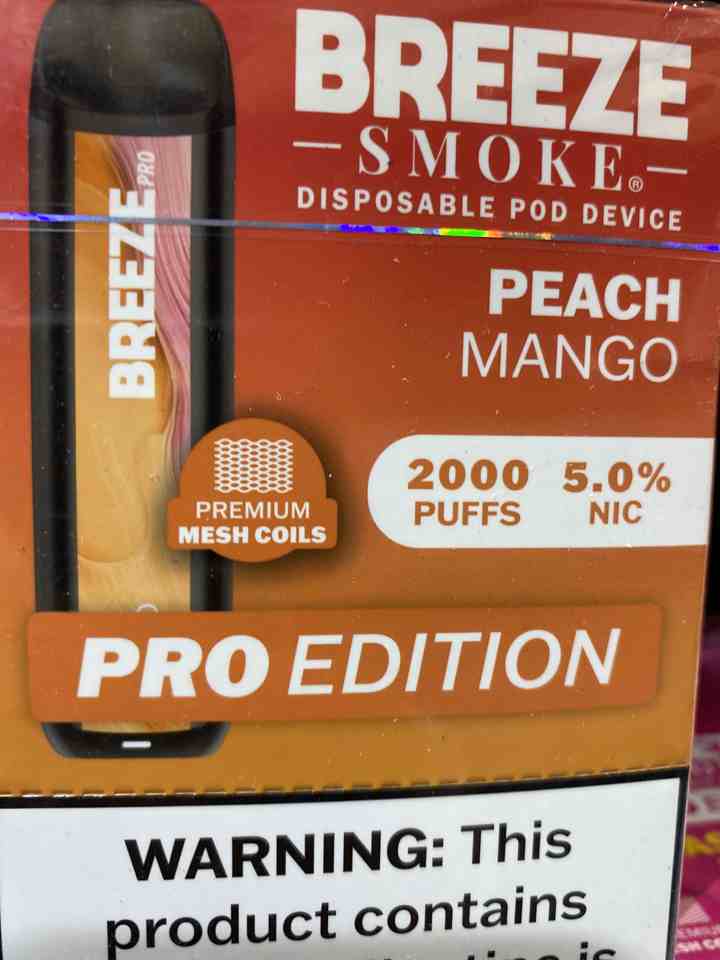 BREEZE
SMOKE®
DISPOSABLE POD DEVICE
BREEZE PRO
PEACH
MANGO
2000 5.0%
PUFFS NIC
PREMIUM
MESH COILS
PRO EDITION
WARNING: This
product contains
is